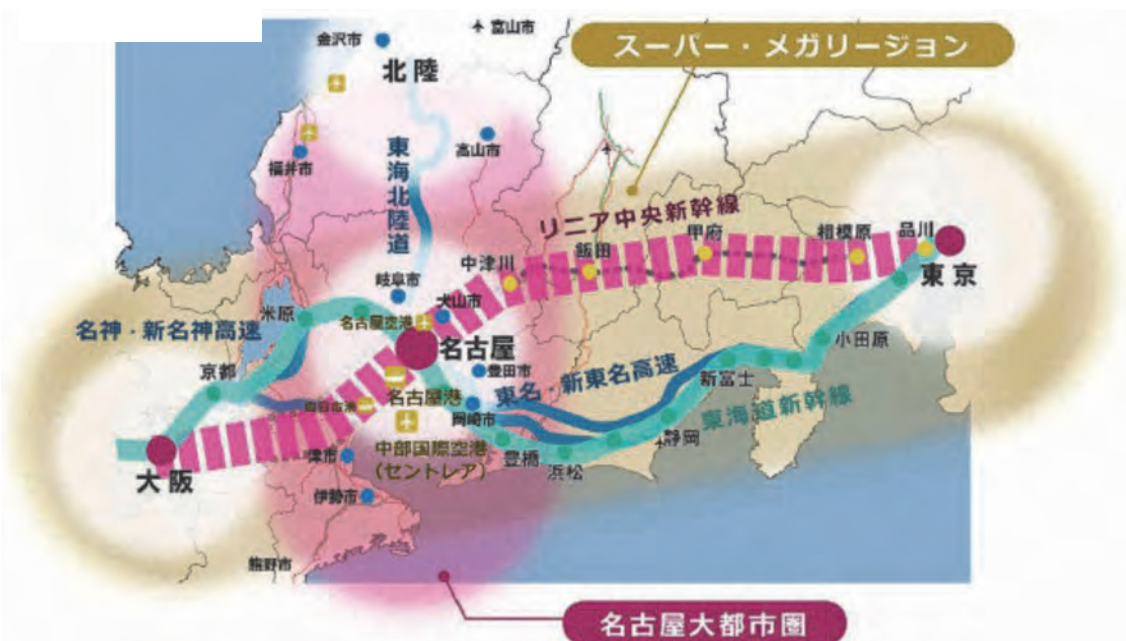 スーパー・メガリージョン
金沢市
富山市
北陸
福井市
高山市
東海北陸道
リニア中央新幹線
中津川
飯田
甲府
相模原
品川
東京
岐阜市
犬山市
米原
名古屋空港
名神・新名神高速
名古屋
京都
豊田市
東名・新東名高速
小田原
新富士
四日市港
名古屋港
岡崎市
東海道新幹線
静岡
大阪
津市
中部国際空港
(セントレア)
豊橋
浜松
伊勢市
熊野市
名古屋大都市圏